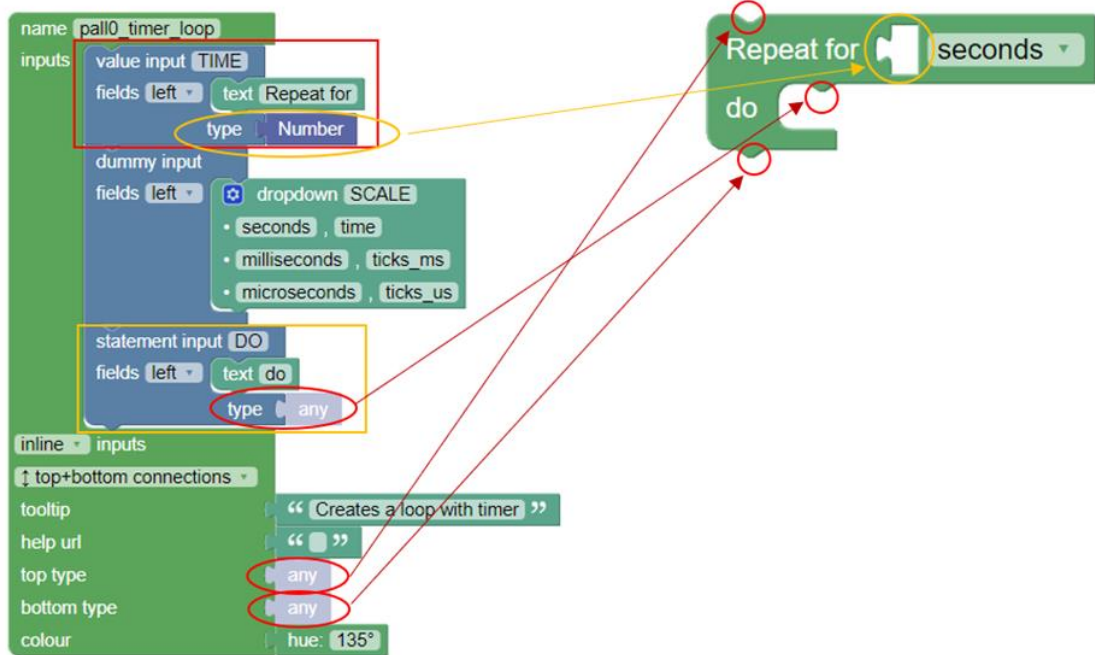 name pall0_timer_loop
inputs value input TIME
fields left text Repeat for
type Number
dummy input
fields left dropdown SCALE
• seconds , time
• milliseconds , ticks_ms
• microseconds , ticks_us
statement input DO
fields left text do
type any
inline inputs
↕ top+bottom connections
tooltip “ Creates a loop with timer ”
help url “ ”
top type any
bottom type any
colour hue: 135°
Repeat for seconds
do